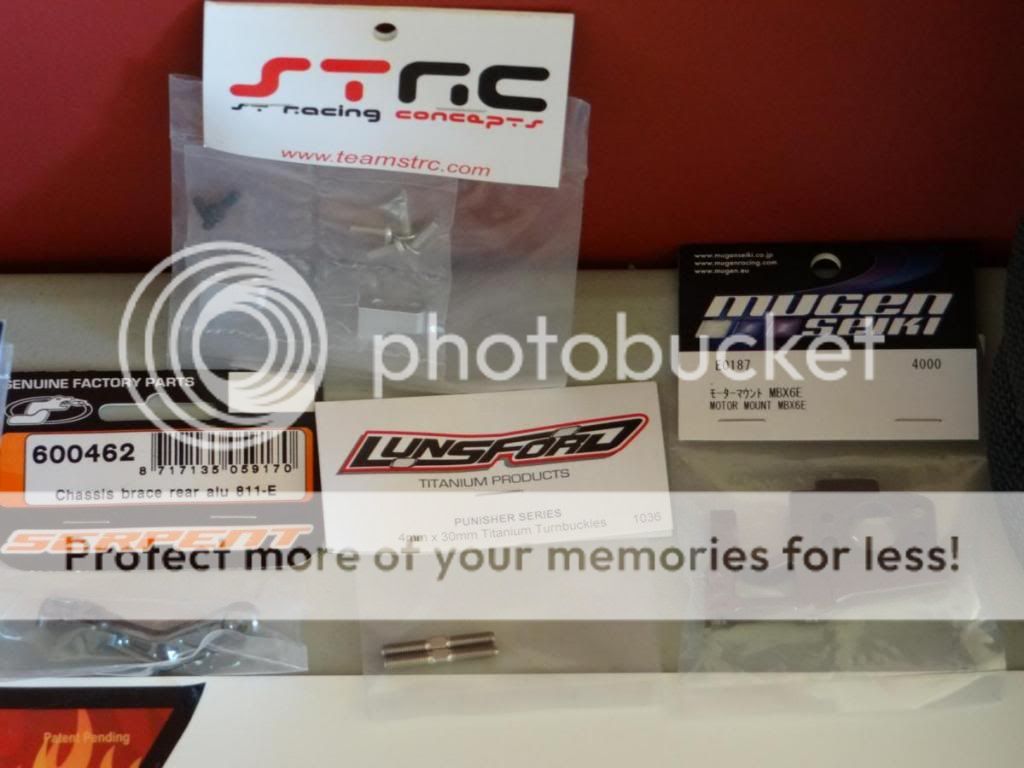 STRC
ST racing concepts
www.teamstrc.com
www.mugenseiki.co.jp
www.mugenracing.com
www.mugen.eu
MUGEN
SEIKI
E0187 4000
モーターマウント MBX6E
MOTOR MOUNT MBX6E
photobucket
GENUINE FACTORY PARTS
600462
8 717135 059170
Chassis brace rear alu 811-E
SERPENT
LUNSFORD
TITANIUM PRODUCTS
PUNISHER SERIES
4mm x 30mm Titanium Turnbuckles 1036
Protect more of your memories for less!
Patent Pending